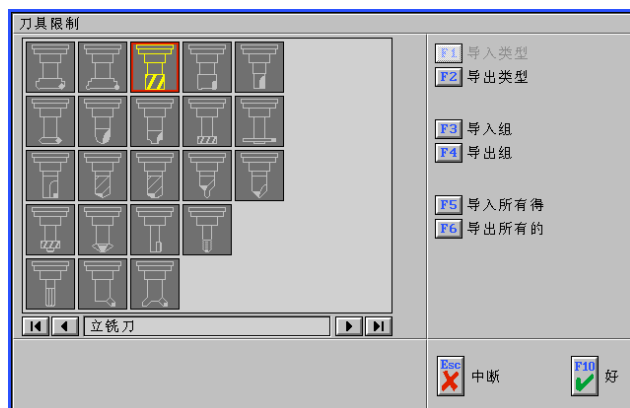 刀具限制
F1 导入类型
F2 导出类型
F3 导入组
F4 导出组
F5 导入所有得
F6 导出所有的
立铣刀
Esc 中断
F10 好